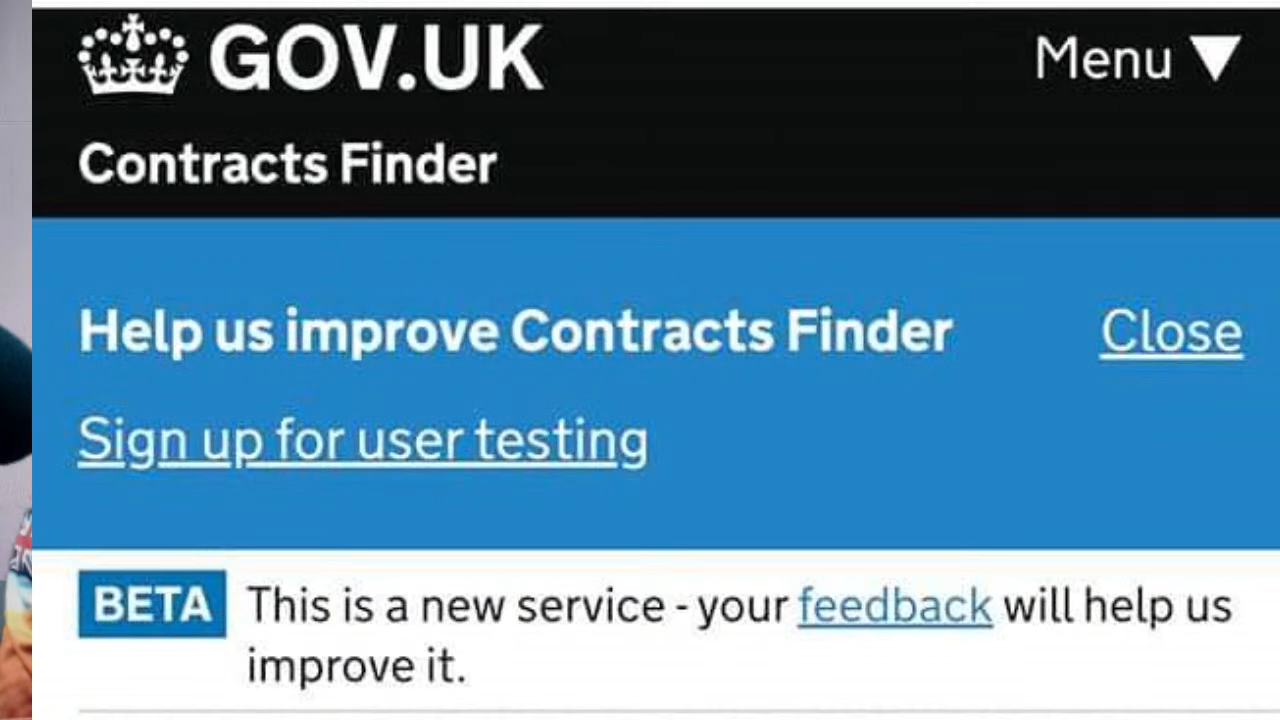 GOV.UK
Menu ▼
Contracts Finder
Help us improve Contracts Finder
Close
Sign up for user testing
BETA
This is a new service - your feedback will help us
improve it.